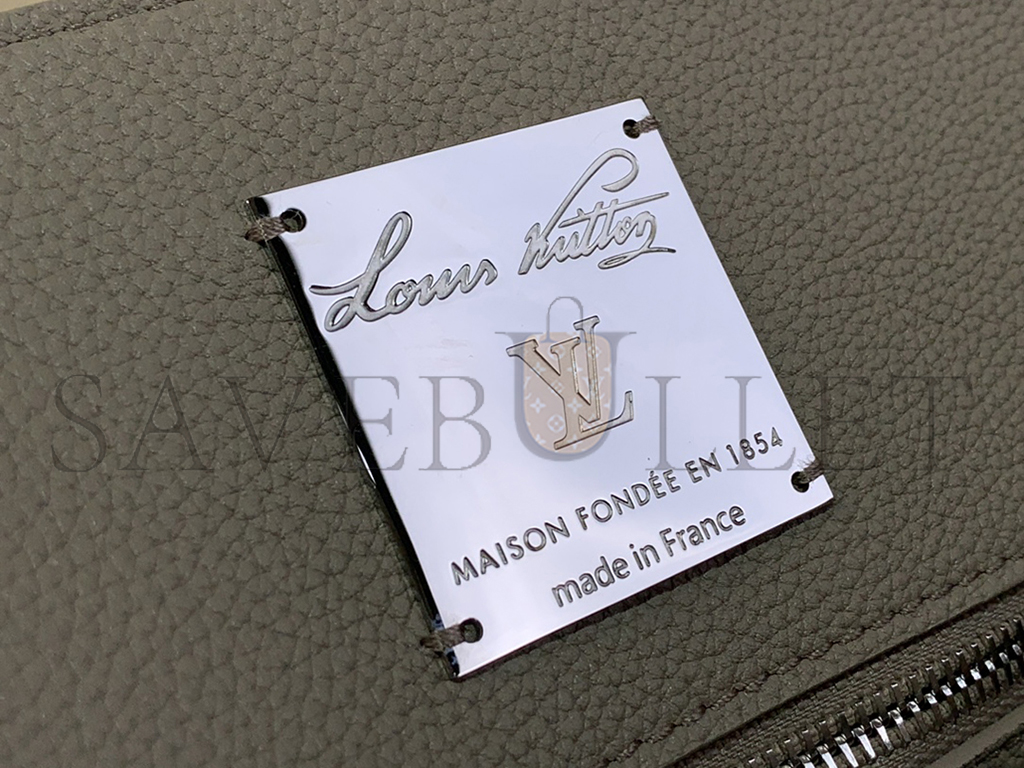 Louis Vuitton
LV
SAVEBULLET
MAISON FONDÉE EN 1854
made in France